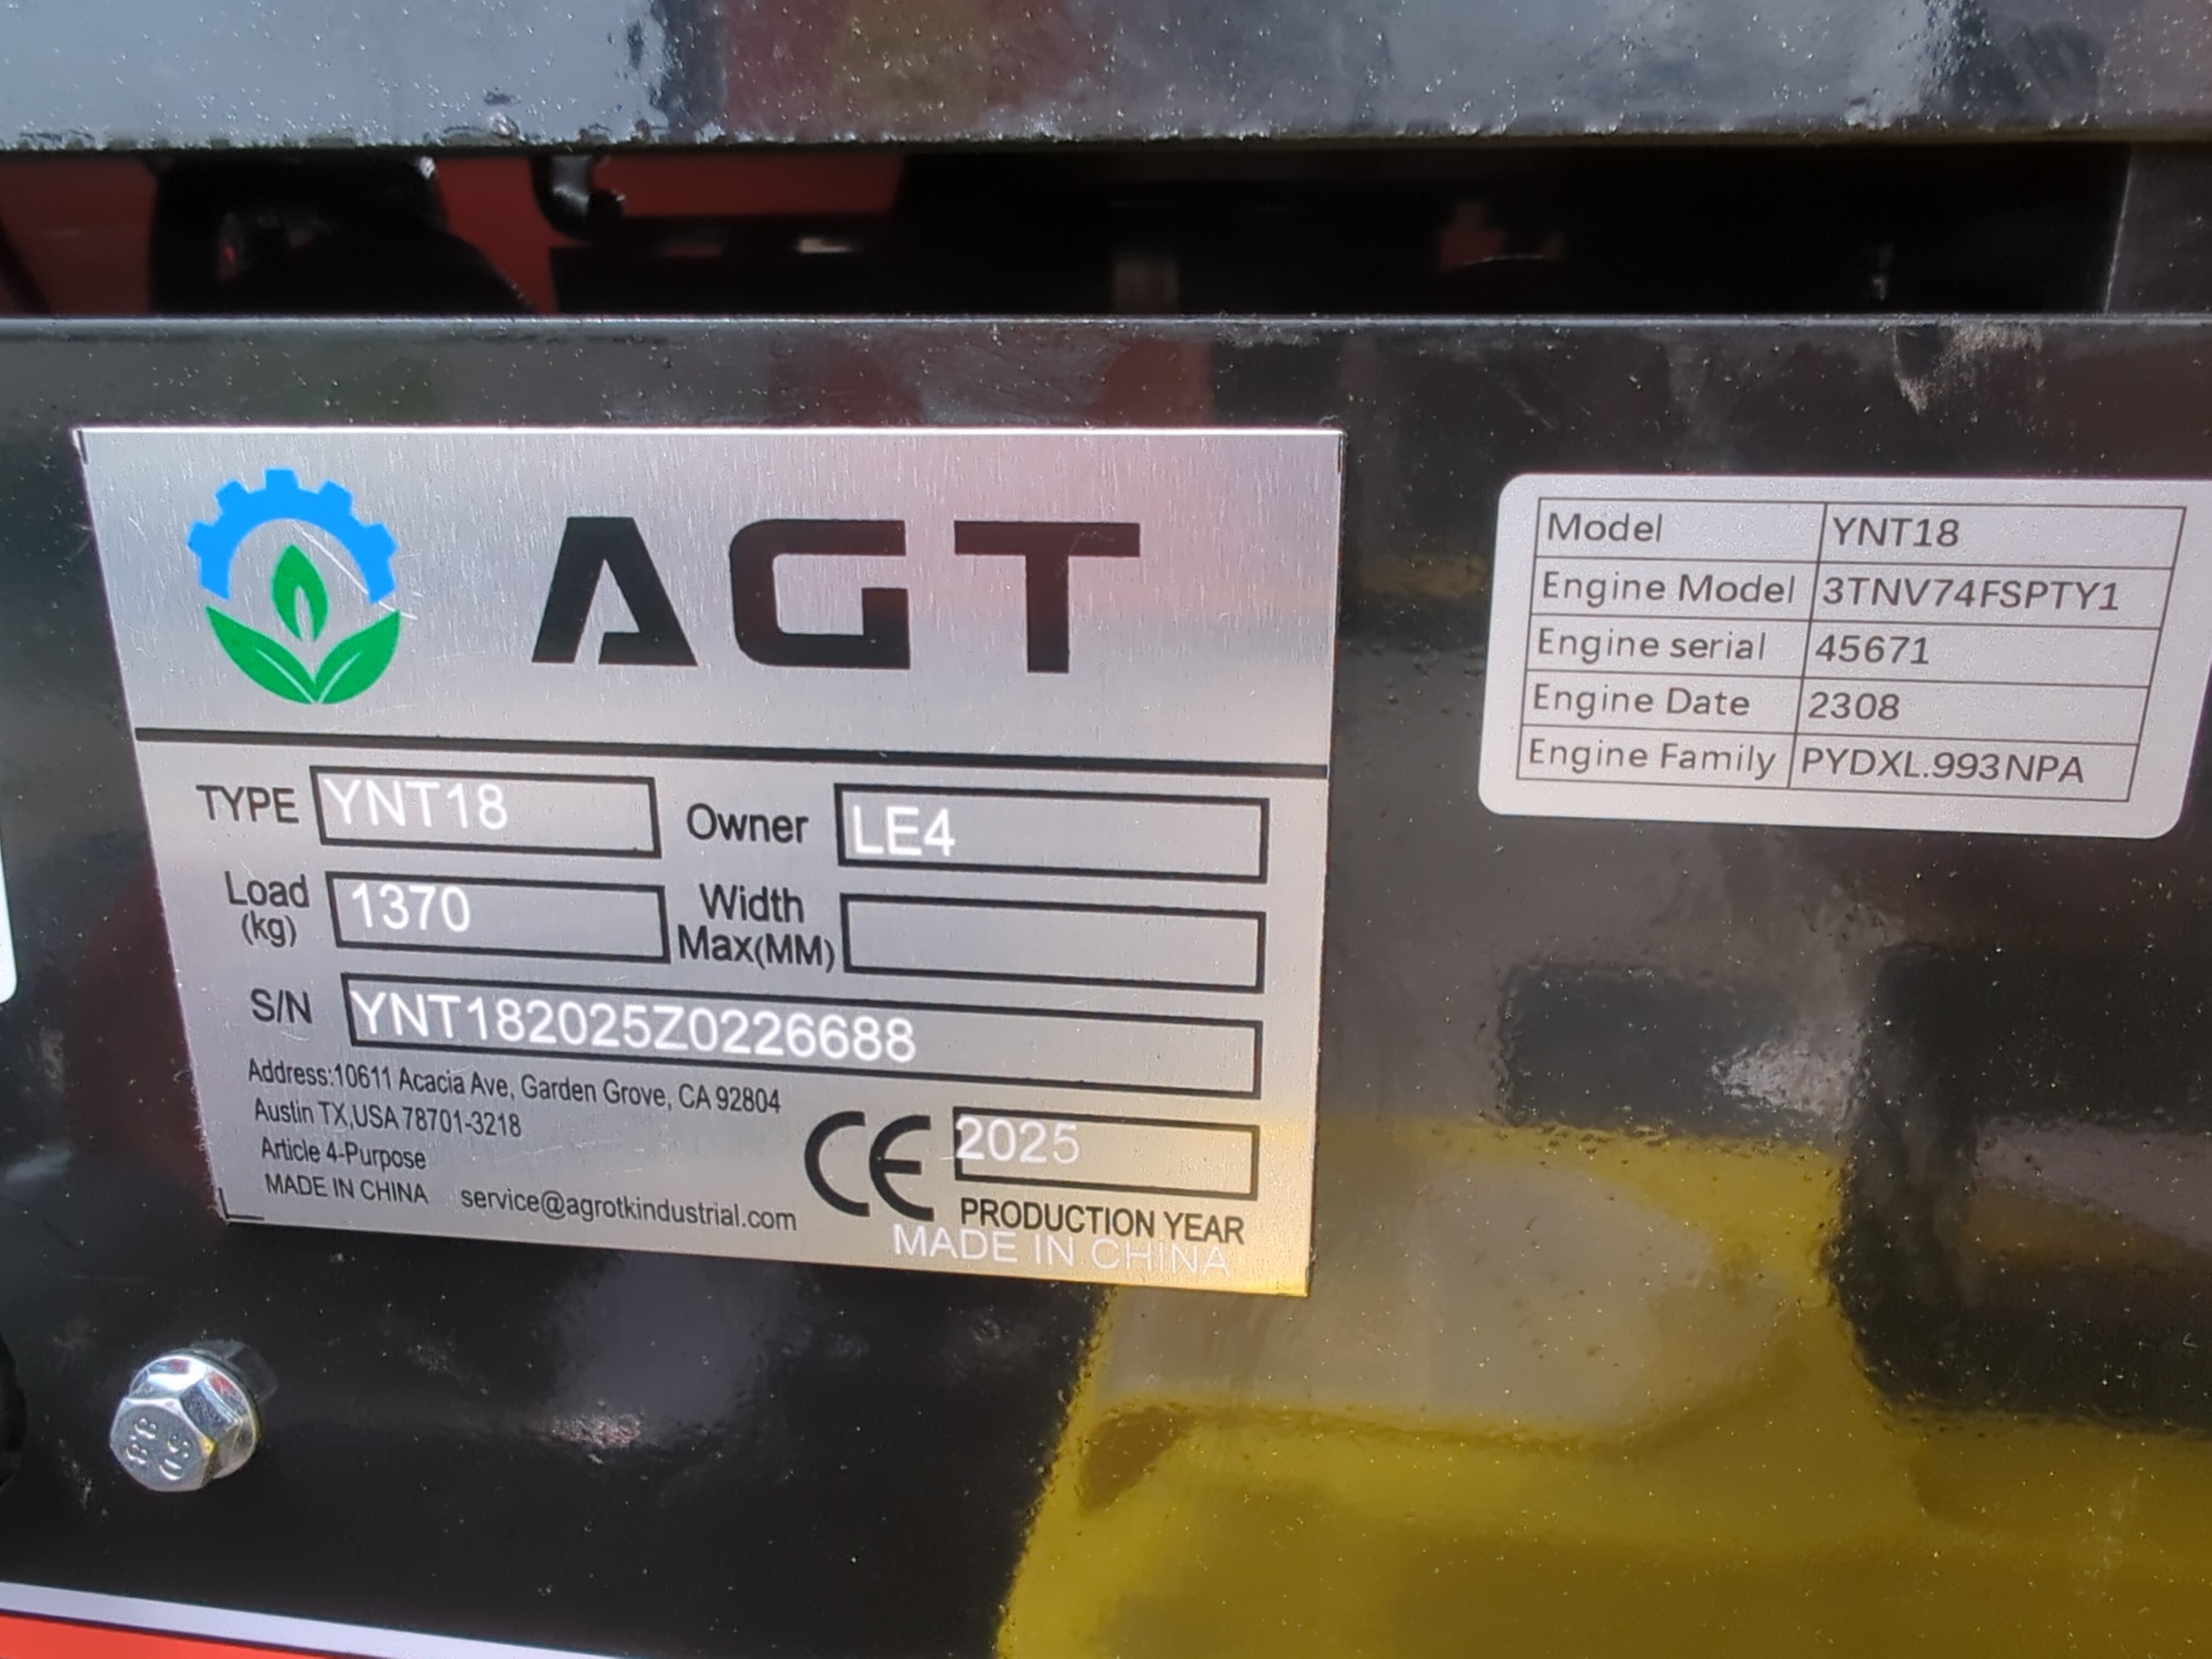 AGT
TYPE YNT18 Owner LE4
Load (kg) 1370 Width Max(MM)
S/N YNT182025Z0226688
Address:10611 Acacia Ave, Garden Grove, CA 92804
Austin TX,USA 78701-3218
Article 4-Purpose
MADE IN CHINA service@agrotkindustrial.com
CE 2025
PRODUCTION YEAR
MADE IN CHINA
Model YNT18
Engine Model 3TNV74FSPTY1
Engine serial 45671
Engine Date 2308
Engine Family PYDXL.993NPA
8.8